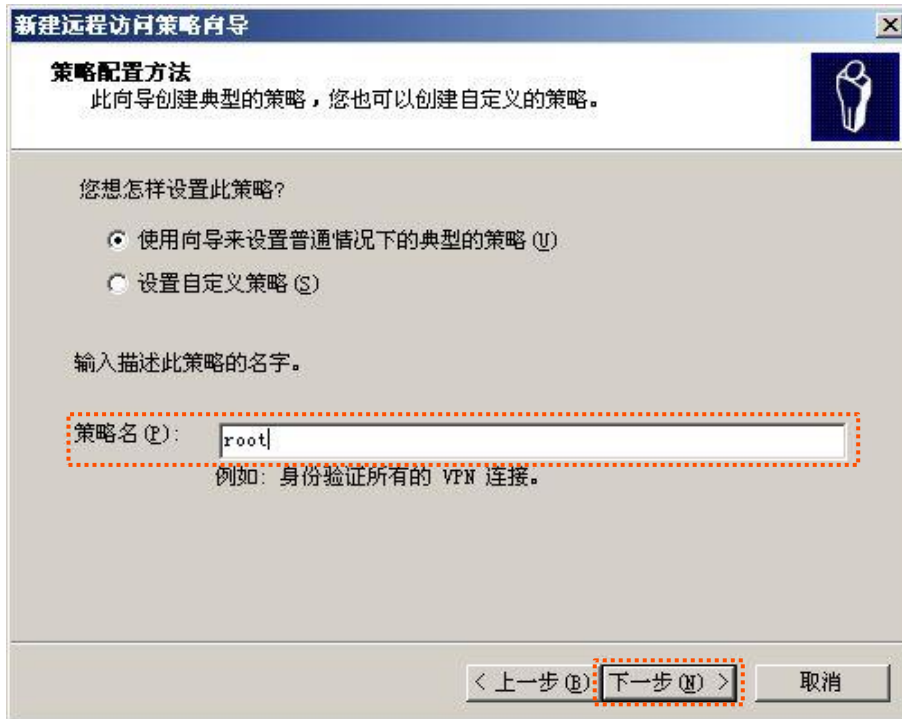 新建远程访问策略向导
策略配置方法
此向导创建典型的策略，您也可以创建自定义的策略。
您想怎样设置此策略?
使用向导来设置普通情况下的典型的策略(U)
设置自定义策略(S)
输入描述此策略的名字。
策略名(P): root
例如: 身份验证所有的 VPN 连接。
< 上一步(B) 下一步(N) > 取消